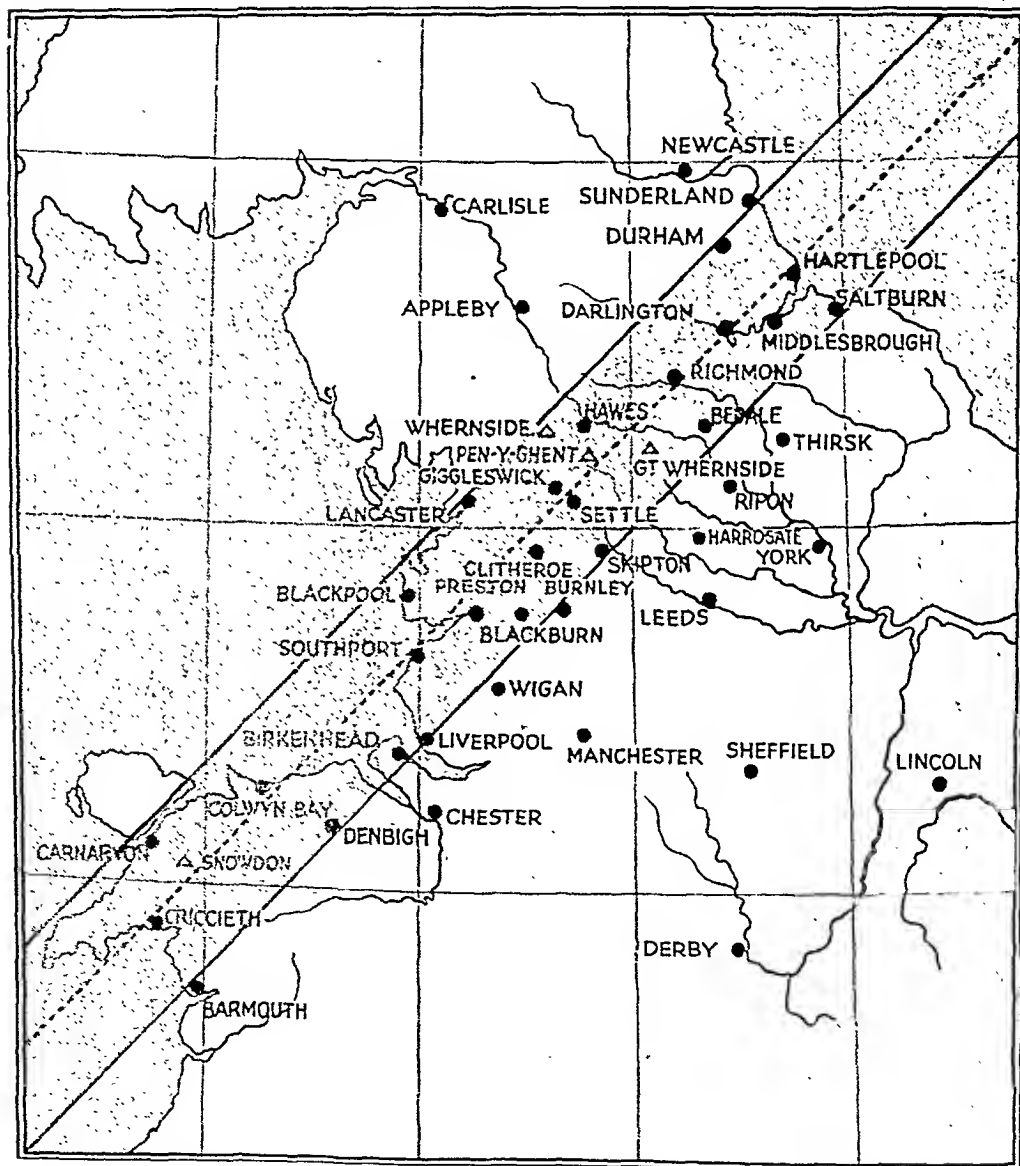 NEWCASTLE
SUNDERLAND
CARLISLE
DURHAM
HARTLEPOOL
APPLEBY
DARLINGTON
SALTBURN
MIDDLESBROUGH
RICHMOND
HAWES
BEDALE
WHERNSIDE
THIRSK
PEN-Y-GHENT
GT WHERNSIDE
GIGGLESWICK
RIPON
LANCASTER
SETTLE
HARROGATE
YORK
CLITHEROE
SKIPTON
BLACKPOOL
PRESTON
BURNLEY
LEEDS
BLACKBURN
SOUTHPORT
WIGAN
BIRKENHEAD
LIVERPOOL
MANCHESTER
SHEFFIELD
LINCOLN
COLWYN BAY
CHESTER
DENBIGH
CARNARVON
SNOWDON
CRICCIETH
DERBY
BARMOUTH